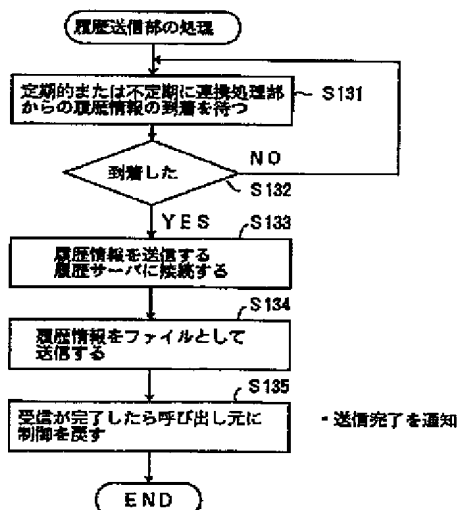 履歴送信部の処理
定期的または不定期に連携処理部
からの履歴情報の到着を待つ
S131
到着した
NO
S132
YES
S133
履歴情報を送信する
履歴サーバに接続する
S134
履歴情報をファイルとして
送信する
S135
受信が完了したら呼び出し元に
制御を戻す
・送信完了を通知
END